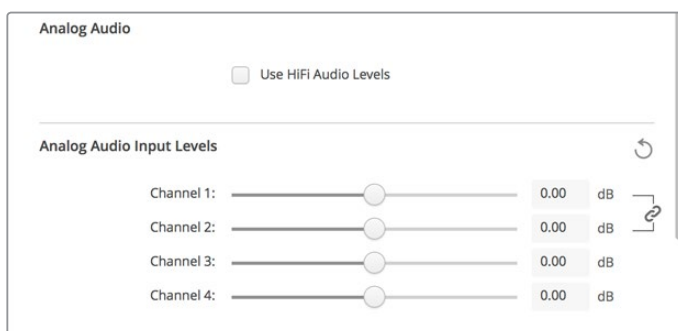 Analog Audio
Use HiFi Audio Levels
Analog Audio Input Levels
Channel 1: 0.00 dB
Channel 2: 0.00 dB
Channel 3: 0.00 dB
Channel 4: 0.00 dB